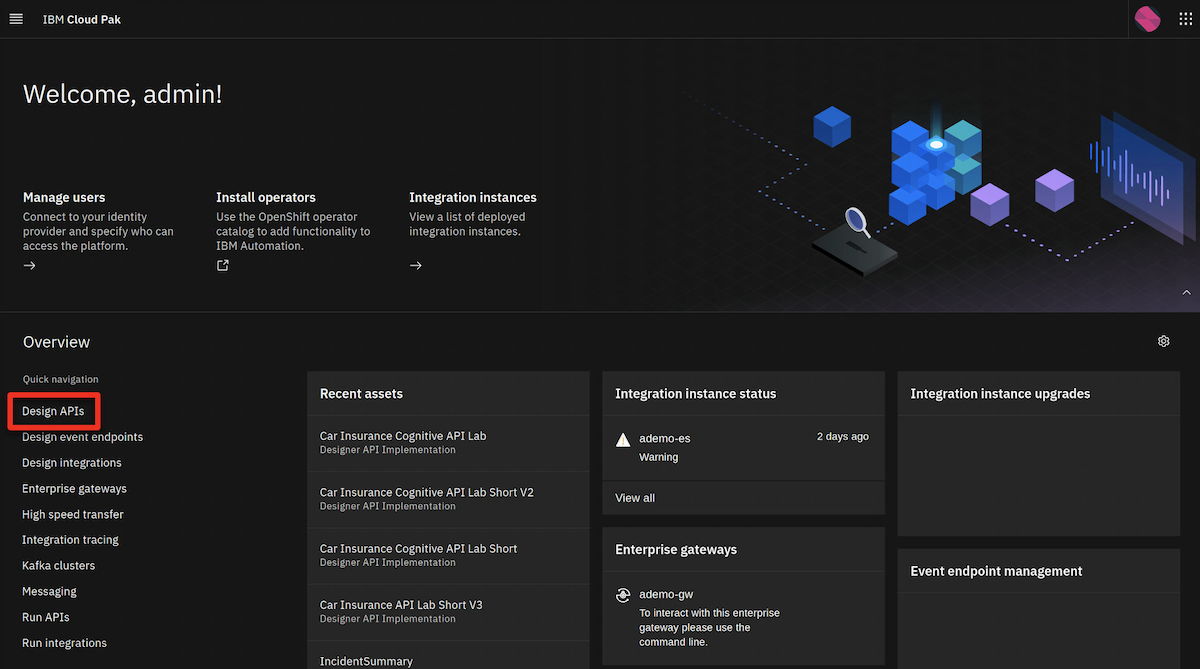 IBM Cloud Pak
Welcome, admin!
Manage users
Connect to your identity
provider and specify who can
access the platform.
Install operators
Use the OpenShift operator
catalog to add functionality to
IBM Automation.
Integration instances
View a list of deployed
integration instances.
Overview
Quick navigation
Design APIs
Design event endpoints
Design integrations
Enterprise gateways
High speed transfer
Integration tracing
Kafka clusters
Messaging
Run APIs
Run integrations
Recent assets
Car Insurance Cognitive API Lab
Designer API Implementation
Car Insurance Cognitive API Lab Short V2
Designer API Implementation
Car Insurance Cognitive API Lab Short
Designer API Implementation
Car Insurance API Lab Short V3
Designer API Implementation
IncidentSummary
Integration instance status
ademo-es
2 days ago
Warning
View all
Enterprise gateways
ademo-gw
To interact with this enterprise
gateway please use the
command line.
Integration instance upgrades
Event endpoint management